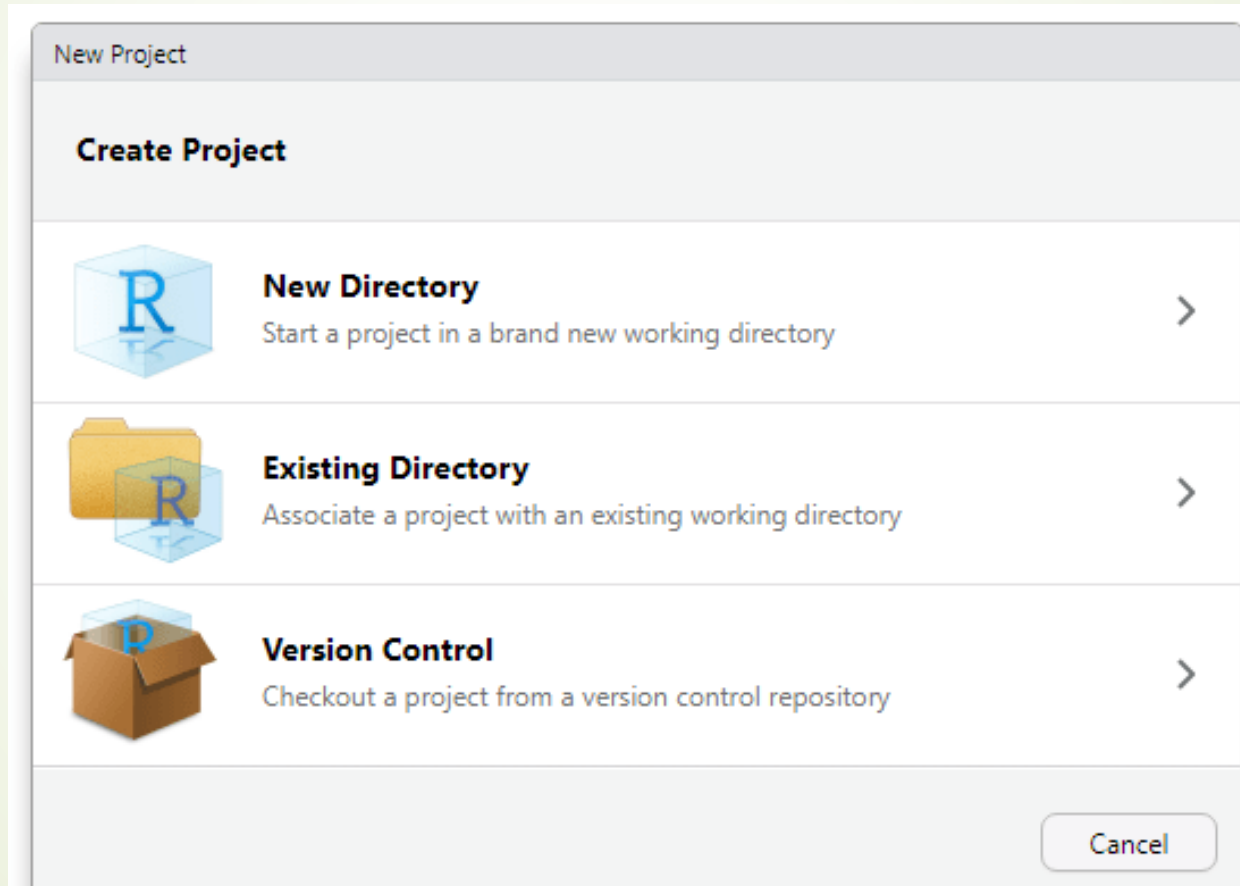 New Project
Create Project
R
New Directory
Start a project in a brand new working directory
R
Existing Directory
Associate a project with an existing working directory
R
Version Control
Checkout a project from a version control repository
Cancel